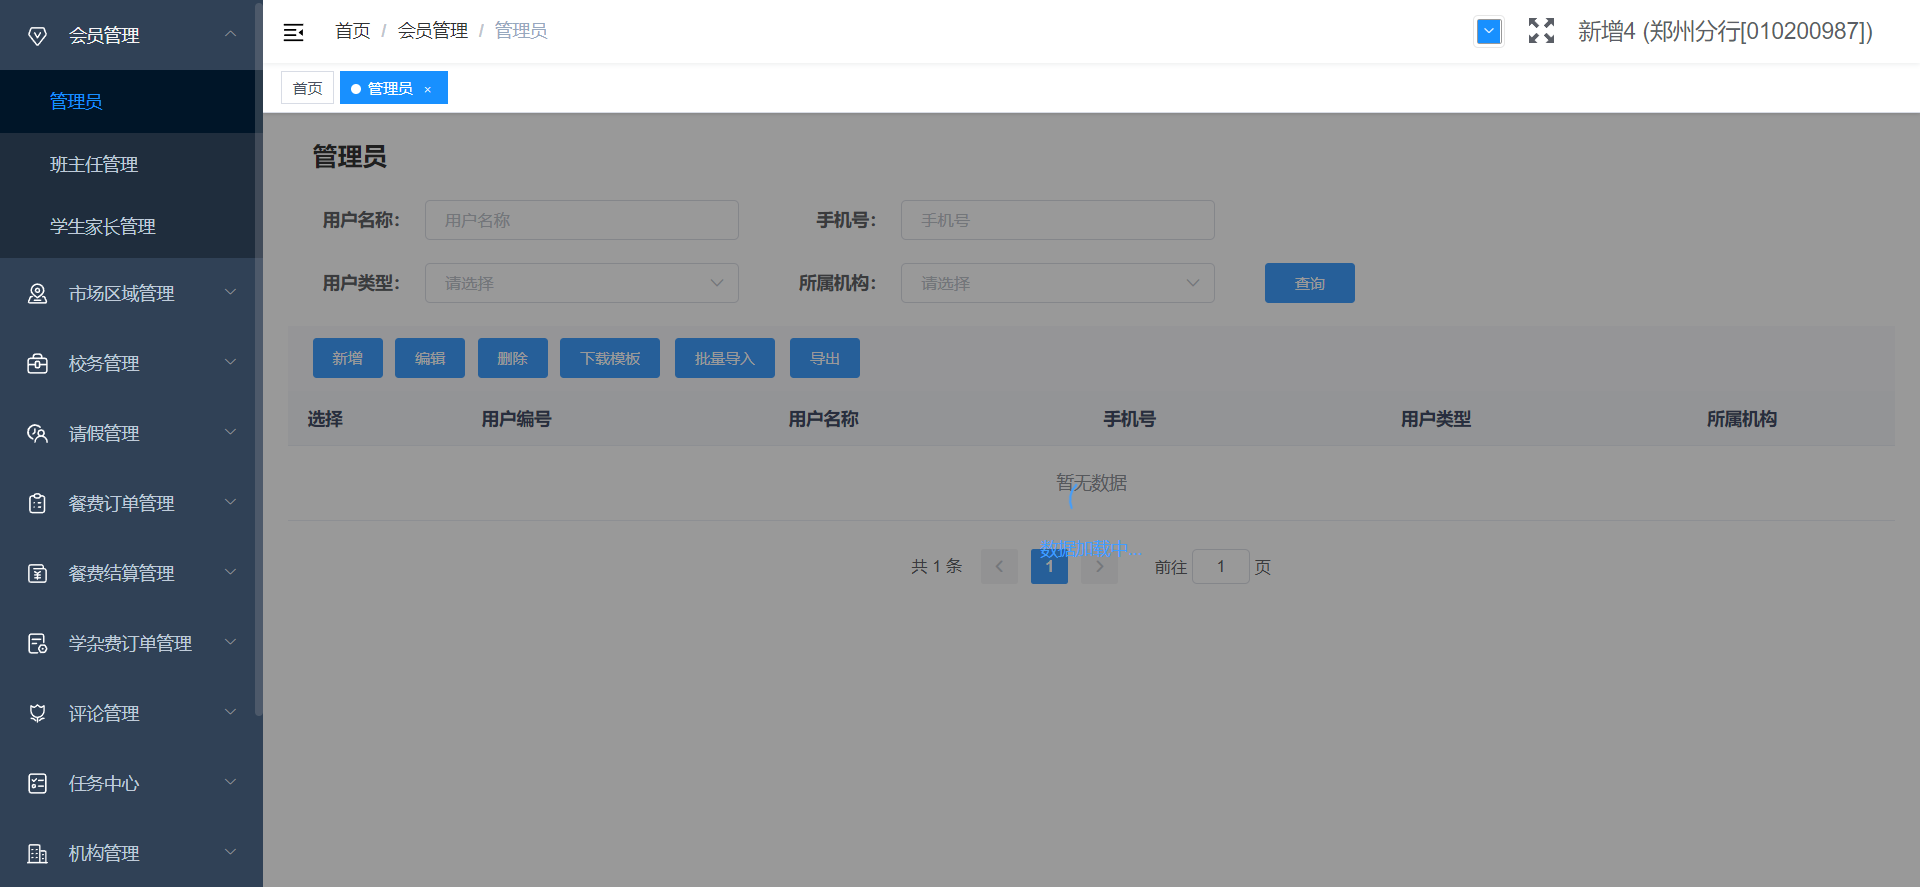 会员管理
管理员
班主任管理
学生家长管理
市场区域管理
校务管理
请假管理
餐费订单管理
餐费结算管理
学杂费订单管理
评论管理
任务中心
机构管理
首页 / 会员管理 / 管理员
新增4 (郑州分行[010200987])
首页 管理员 ×
管理员
用户名称: 用户名称 手机号: 手机号
用户类型: 请选择 所属机构: 请选择 查询
新增 编辑 删除 下载模板 批量导入 导出
选择 用户编号 用户名称 手机号 用户类型 所属机构
暂无数据
数据加载中...
共 1 条 1 前往 1 页